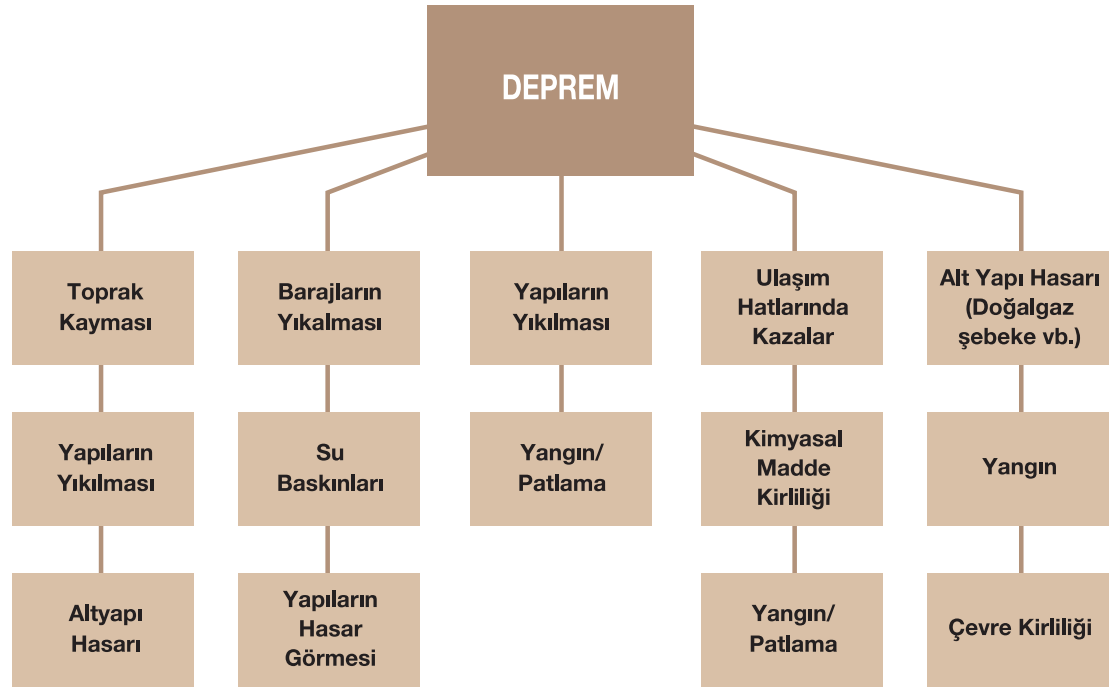 DEPREM
Toprak
Kayması
Barajların
Yıkalması
Yapıların
Yıkılması
Ulaşım
Hatlarında
Kazalar
Alt Yapı Hasarı
(Doğalgaz
şebeke vb.)
Yapıların
Yıkılması
Su
Baskınları
Yangın/
Patlama
Kimyasal
Madde
Kirliliği
Yangın
Altyapı
Hasarı
Yapıların
Hasar
Görmesi
Yangın/
Patlama
Çevre Kirliliği